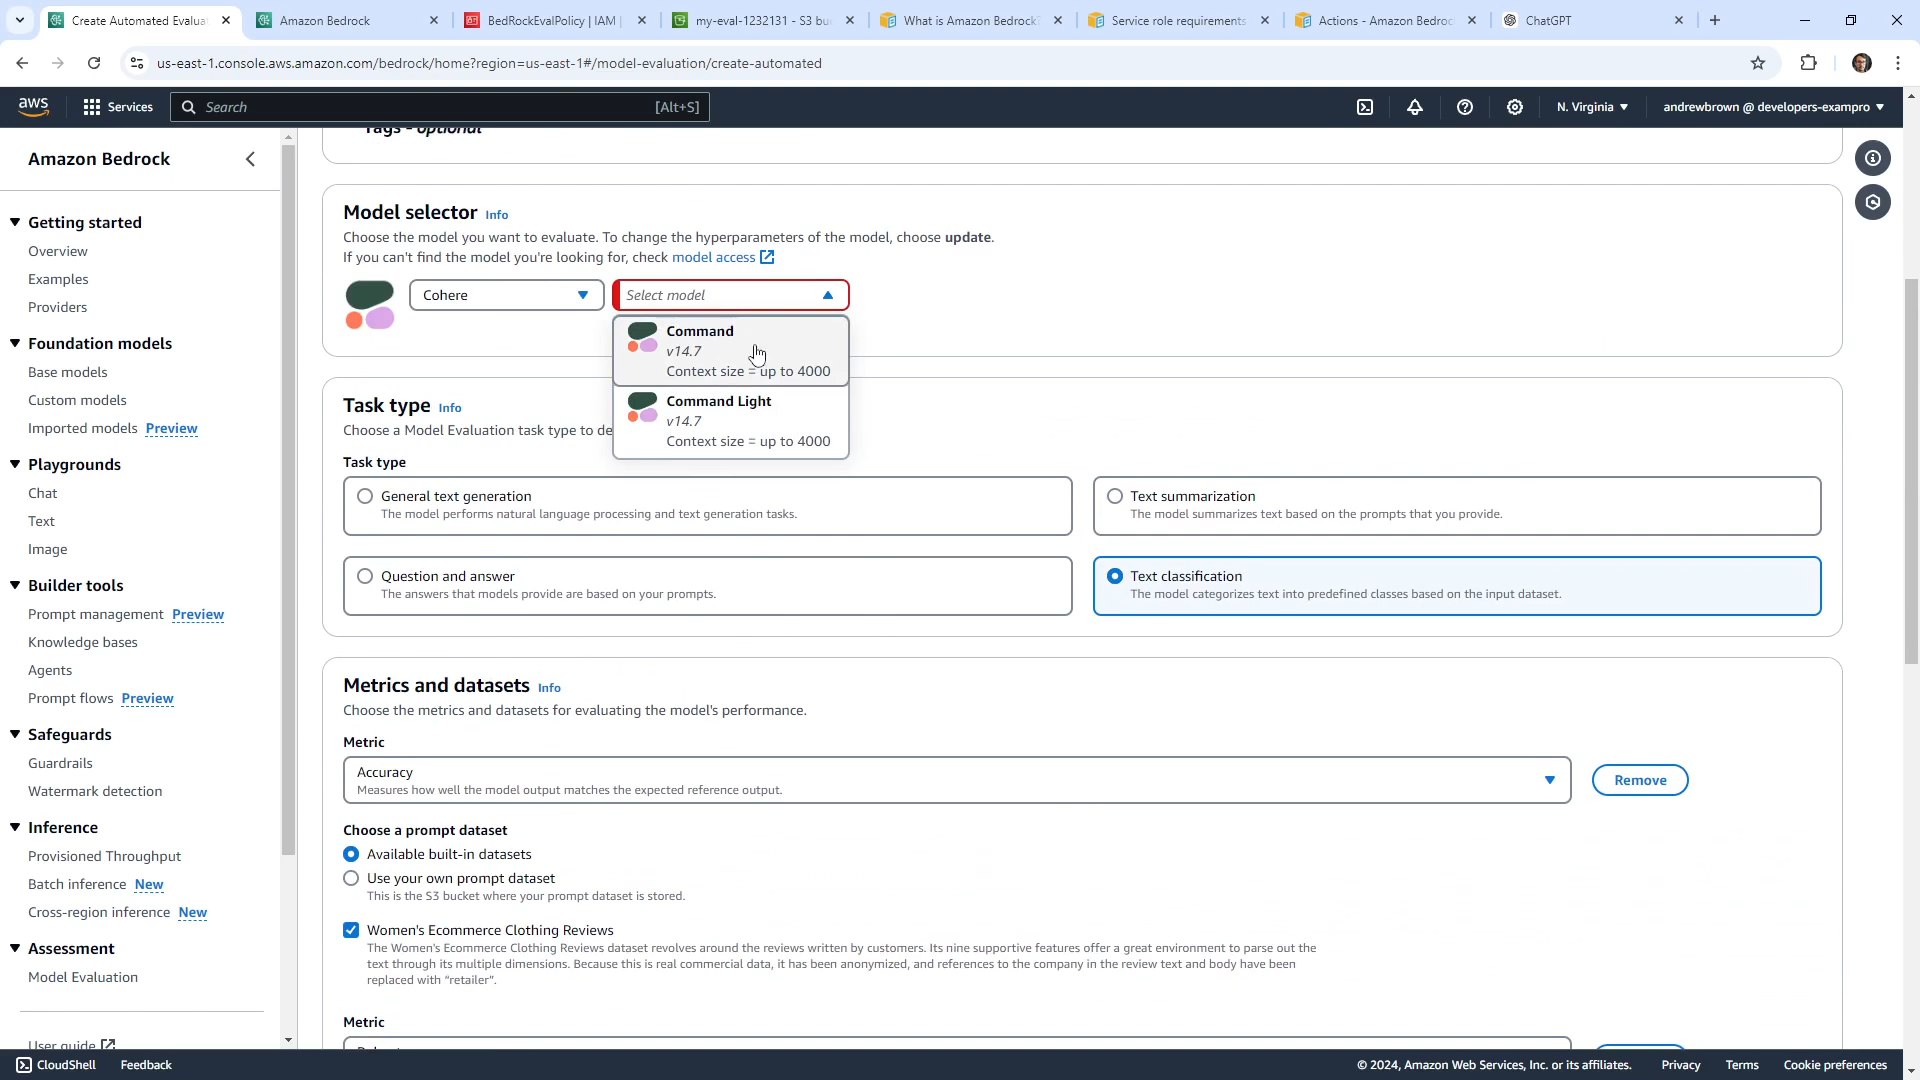 Create Automated Evalua
Amazon Bedrock
BedRockEvalPolicy | IAM |
my-eval-1232131 - S3 bu
What is Amazon Bedrock?
Service role requirements
Actions - Amazon Bedroc
ChatGPT
us-east-1.console.aws.amazon.com/bedrock/home?region=us-east-1#/model-evaluation/create-automated
aws
Services
Search
[Alt+S]
N. Virginia
andrewbrown @ developers-exampro
Amazon Bedrock
Getting started
Overview
Examples
Providers
Foundation models
Base models
Custom models
Imported models Preview
Playgrounds
Chat
Text
Image
Builder tools
Prompt management Preview
Knowledge bases
Agents
Prompt flows Preview
Safeguards
Guardrails
Watermark detection
Inference
Provisioned Throughput
Batch inference New
Cross-region inference New
Assessment
Model Evaluation
User guide
Tags - optional
Model selector Info
Choose the model you want to evaluate. To change the hyperparameters of the model, choose update.
If you can't find the model you're looking for, check model access
Cohere
Select model
Command
v14.7
Context size = up to 4000
Command Light
v14.7
Context size = up to 4000
Task type Info
Choose a Model Evaluation task type to de
Task type
General text generation
The model performs natural language processing and text generation tasks.
Text summarization
The model summarizes text based on the prompts that you provide.
Question and answer
The answers that models provide are based on your prompts.
Text classification
The model categorizes text into predefined classes based on the input dataset.
Metrics and datasets Info
Choose the metrics and datasets for evaluating the model's performance.
Metric
Accuracy
Measures how well the model output matches the expected reference output.
Remove
Choose a prompt dataset
Available built-in datasets
Use your own prompt dataset
This is the S3 bucket where your prompt dataset is stored.
Women's Ecommerce Clothing Reviews
The Women's Ecommerce Clothing Reviews dataset revolves around the reviews written by customers. Its nine supportive features offer a great environment to parse out the
text through its multiple dimensions. Because this is real commercial data, it has been anonymized, and references to the company in the review text and body have been
replaced with "retailer".
Metric
CloudShell
Feedback
© 2024, Amazon Web Services, Inc. or its affiliates.
Privacy
Terms
Cookie preferences